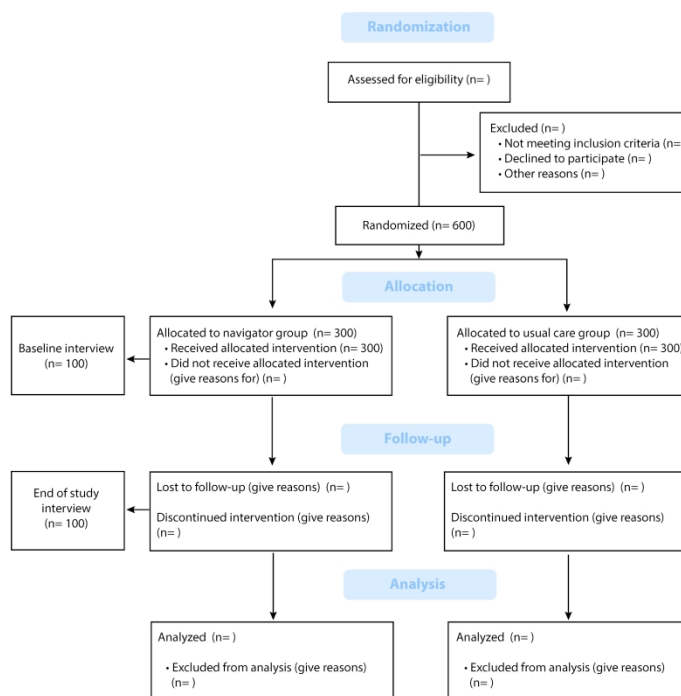 Randomization
Assessed for eligibility (n= )
Excluded (n= )
• Not meeting inclusion criteria (n=
• Declined to participate (n= )
• Other reasons (n= )
Randomized (n= 600)
Allocation
Baseline interview
(n= 100)
Allocated to navigator group (n= 300)
• Received allocated intervention (n= 300)
• Did not receive allocated intervention
(give reasons for) (n= )
Allocated to usual care group (n= 300)
• Received allocated intervention (n= 300)
• Did not receive allocated intervention
(give reasons for) (n= )
Follow-up
End of study
interview
(n= 100)
Lost to follow-up (give reasons) (n= )
Discontinued intervention (give reasons)
(n= )
Lost to follow-up (give reasons) (n= )
Discontinued intervention (give reasons)
(n= )
Analysis
Analyzed (n= )
• Excluded from analysis (give reasons)
(n= )
Analyzed (n= )
• Excluded from analysis (give reasons)
(n= )